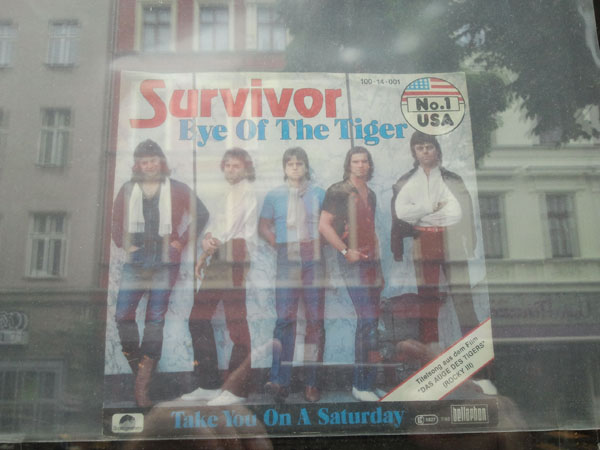 Survivor
Eye Of The Tiger
100·14·001
No.1
USA
Titelsong aus dem Film
"DAS AUGE DES TIGERS"
(ROCKY III)
Take You On A Saturday
bellaphon